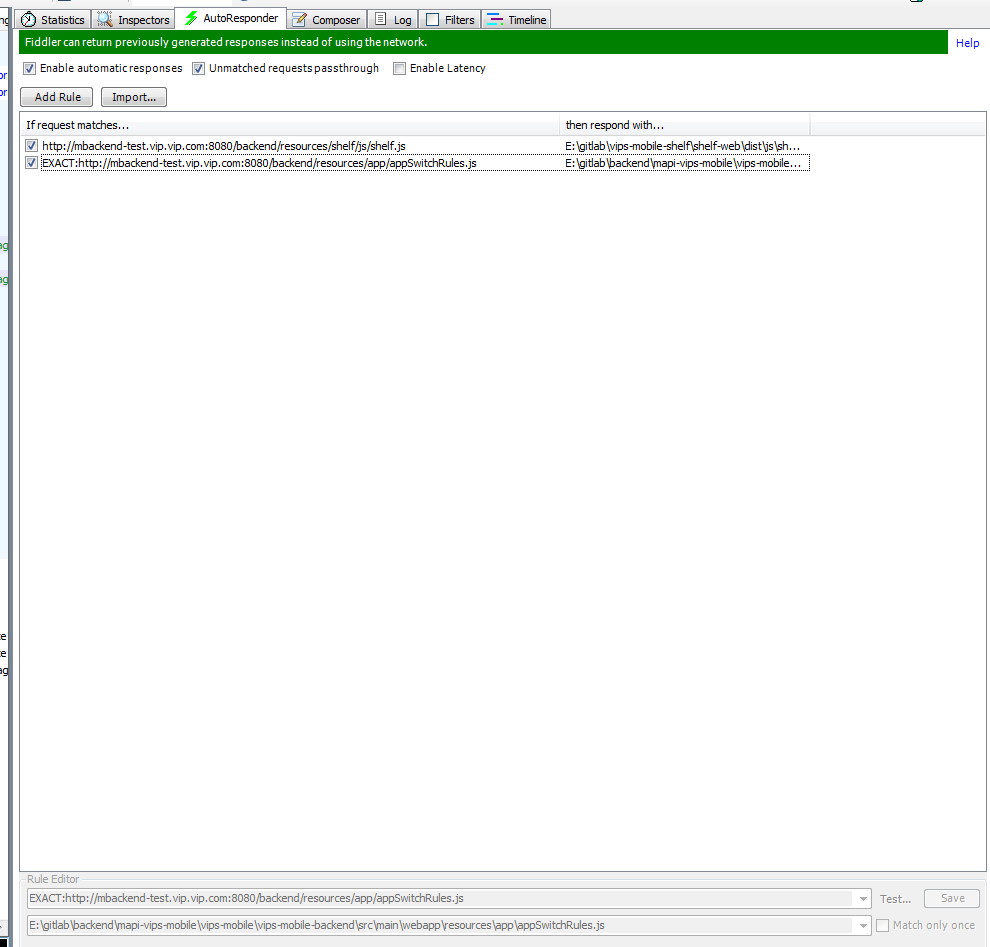 Statistics Inspectors AutoResponder Composer Log Filters Timeline
Fiddler can return previously generated responses instead of using the network.
Help
Enable automatic responses Unmatched requests passthrough Enable Latency
Add Rule Import...
If request matches... then respond with...
http://mbackend-test.vip.vip.com:8080/backend/resources/shelf/js/shelf.js E:\gitlab\vips-mobile-shelf\shelf-web\dist\js\sh...
EXACT:http://mbackend-test.vip.vip.com:8080/backend/resources/app/appSwitchRules.js E:\gitlab\backend\mapi-vips-mobile\vips-mobile...
Rule Editor
EXACT:http://mbackend-test.vip.vip.com:8080/backend/resources/app/appSwitchRules.js Test... Save
E:\gitlab\backend\mapi-vips-mobile\vips-mobile\vips-mobile-backend\src\main\webapp\resources\app\appSwitchRules.js Match only once